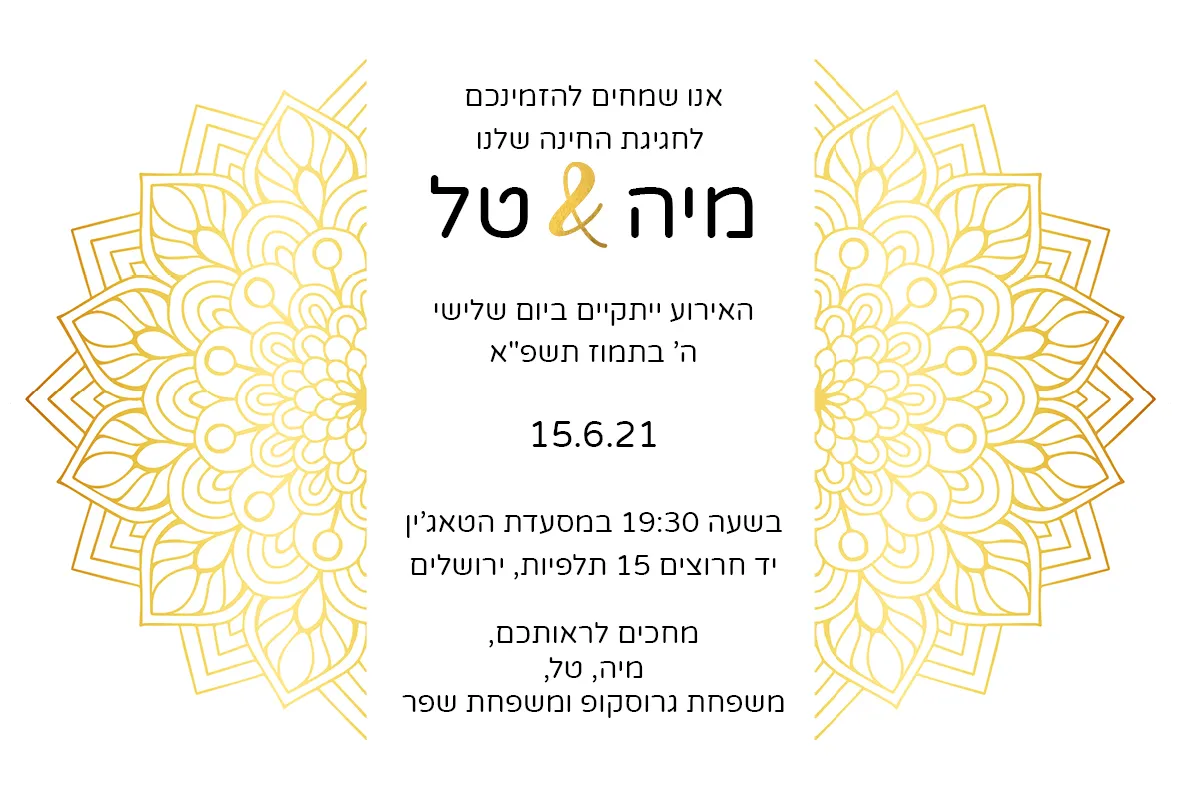 אנו שמחים להזמינכם
לחגיגת החינה שלנו
מיה & טל
האירוע ייתקיים ביום שלישי
ה' בתמוז תשפ"א
15.6.21
בשעה 19:30 במסעדת הטאג'ין
יד חרוצים 15 תלפיות, ירושלים
מחכים לראותכם,
מיה, טל,
משפחת גרוסקופ ומשפחת שפר